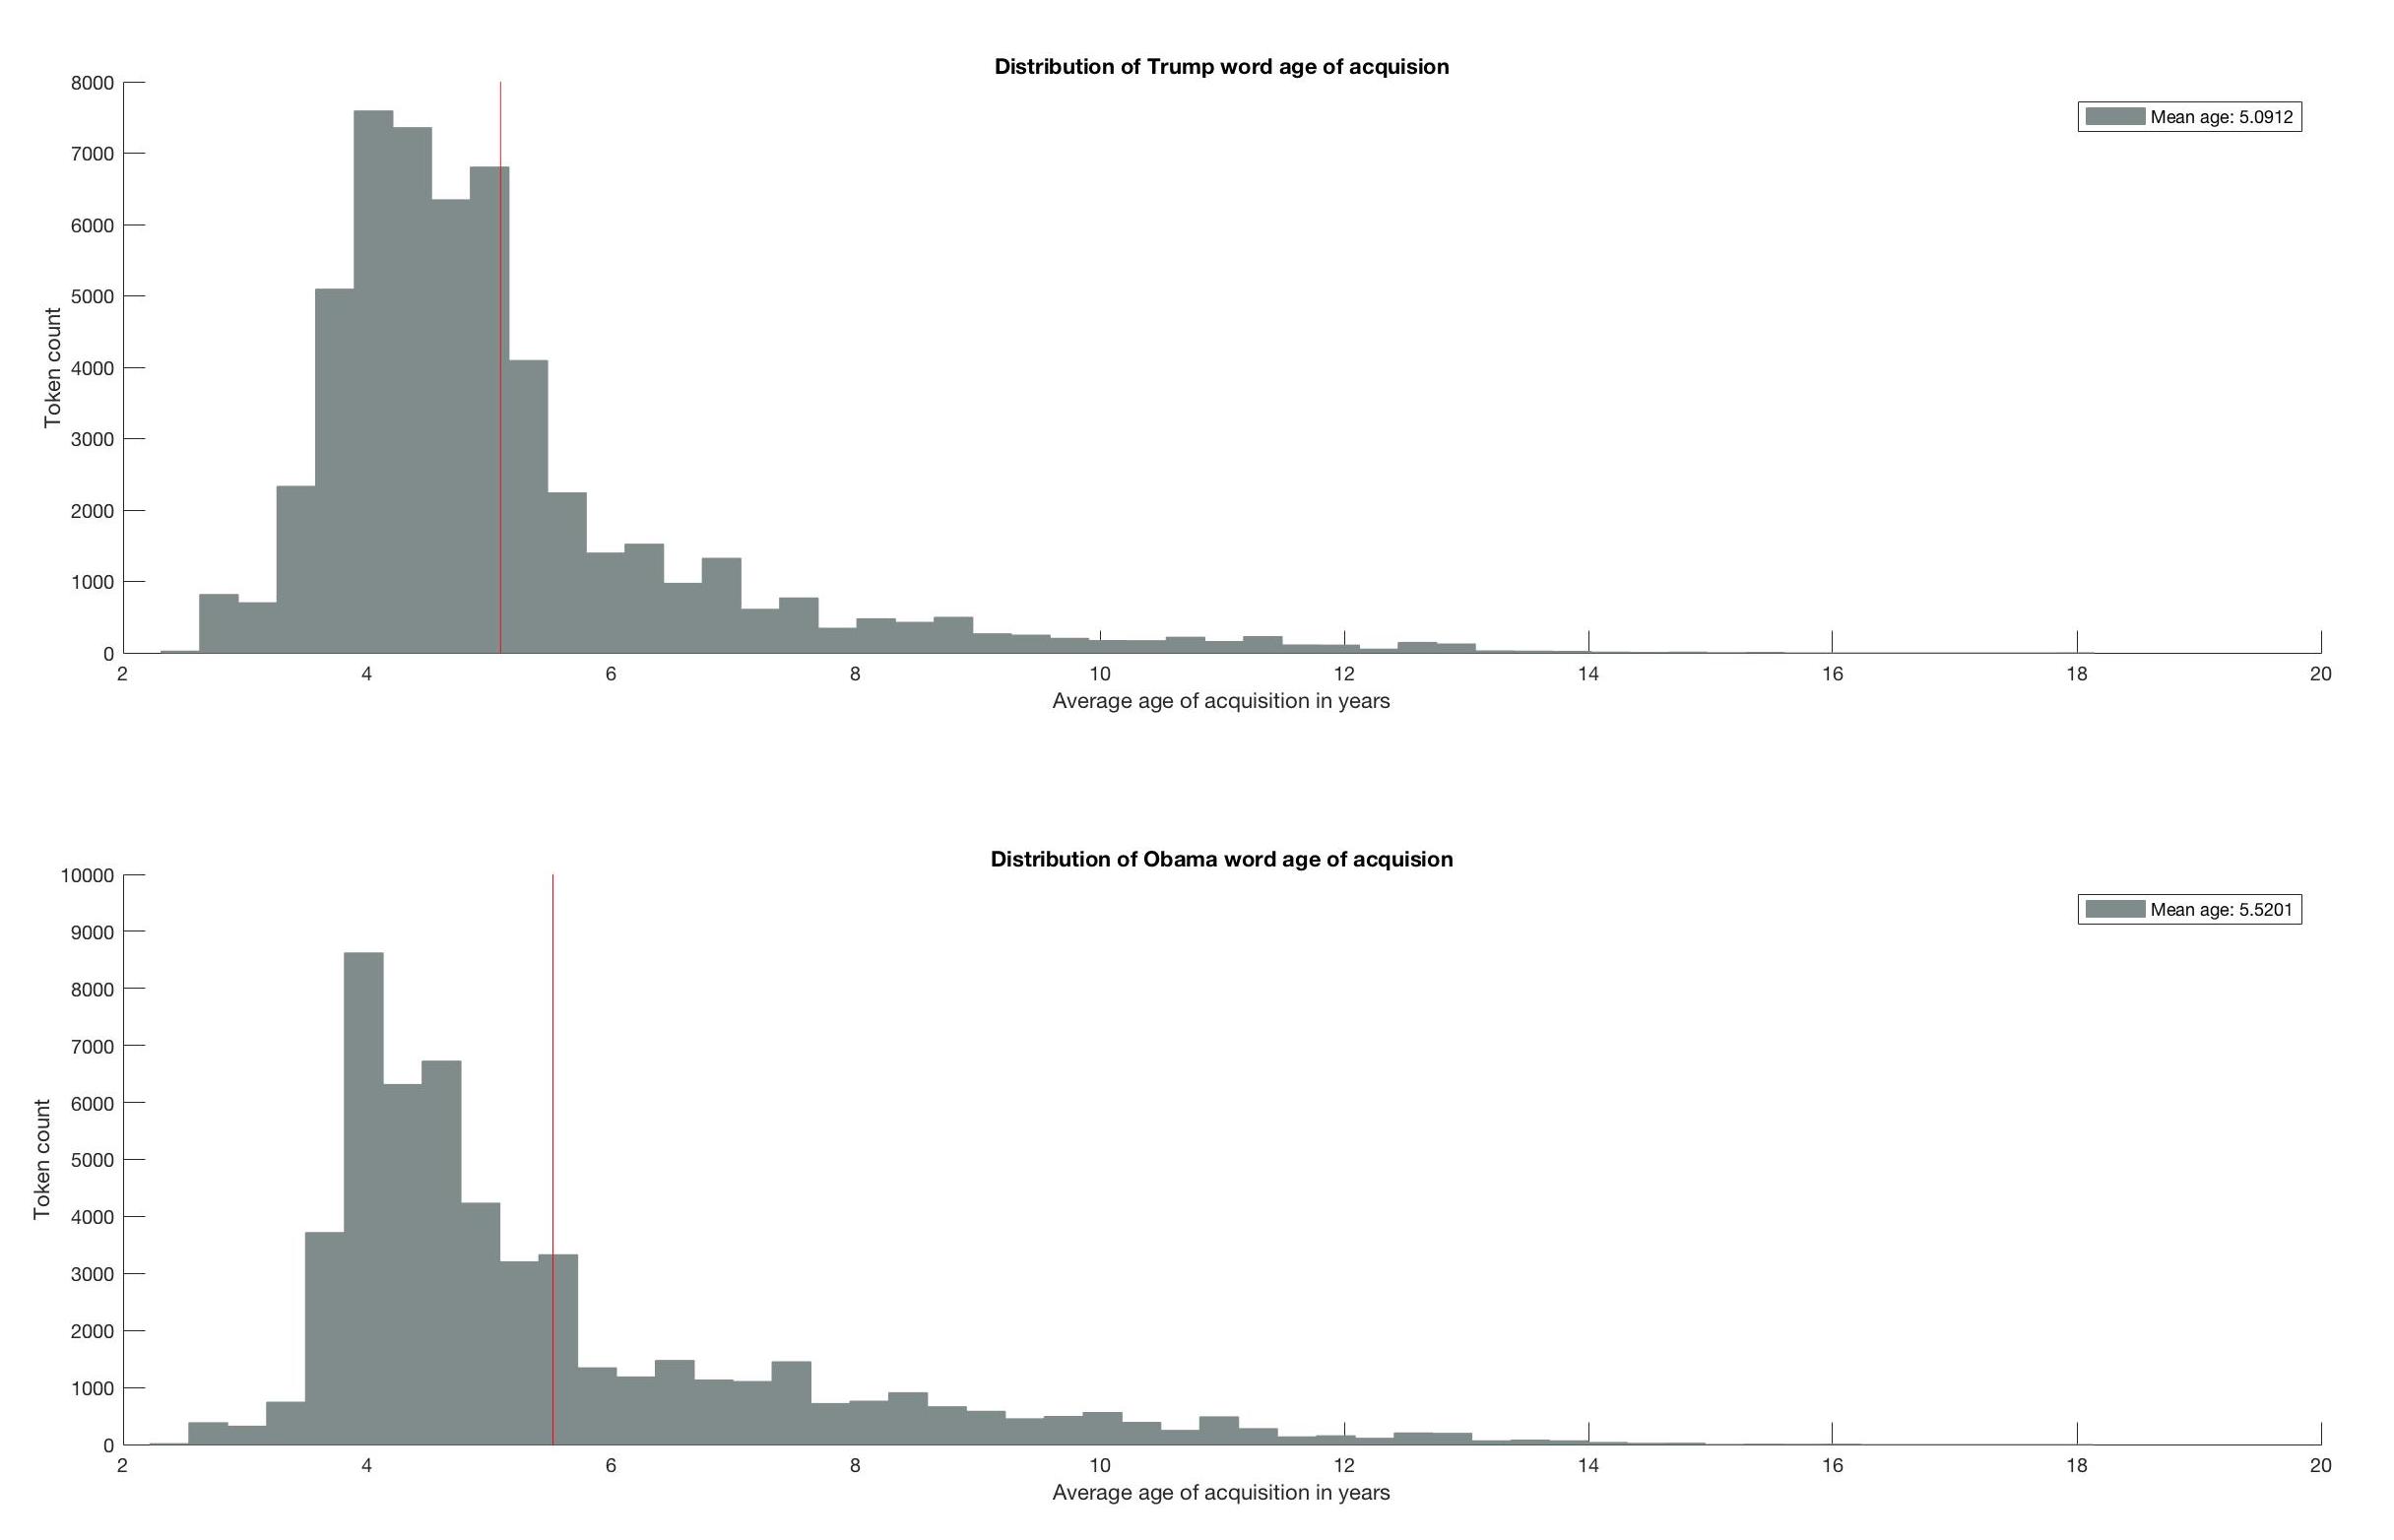 Distribution of Trump word age of acquision
8000
7000
6000
5000
4000
3000
2000
1000
0
Token count
Mean age: 5.0912
2 4 6 8 10 12 14 16 18 20
Average age of acquisition in years
Distribution of Obama word age of acquision
10000
9000
8000
7000
6000
5000
4000
3000
2000
1000
0
Token count
Mean age: 5.5201
2 4 6 8 10 12 14 16 18 20
Average age of acquisition in years